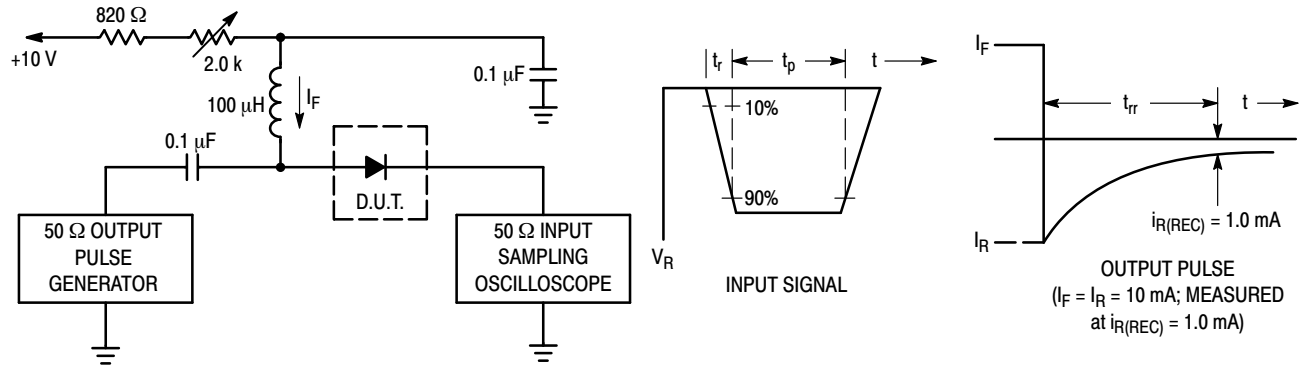 820 Ω
+10 V
2.0 k
100 μH
I_F
0.1 μF
0.1 μF
D.U.T.
50 Ω OUTPUT
PULSE
GENERATOR
50 Ω INPUT
SAMPLING
OSCILLOSCOPE
t_r
t_p
t
10%
90%
V_R
INPUT SIGNAL
I_F
t_rr
t
I_R
i_R(REC) = 1.0 mA
OUTPUT PULSE
(I_F = I_R = 10 mA; MEASURED
at i_R(REC) = 1.0 mA)